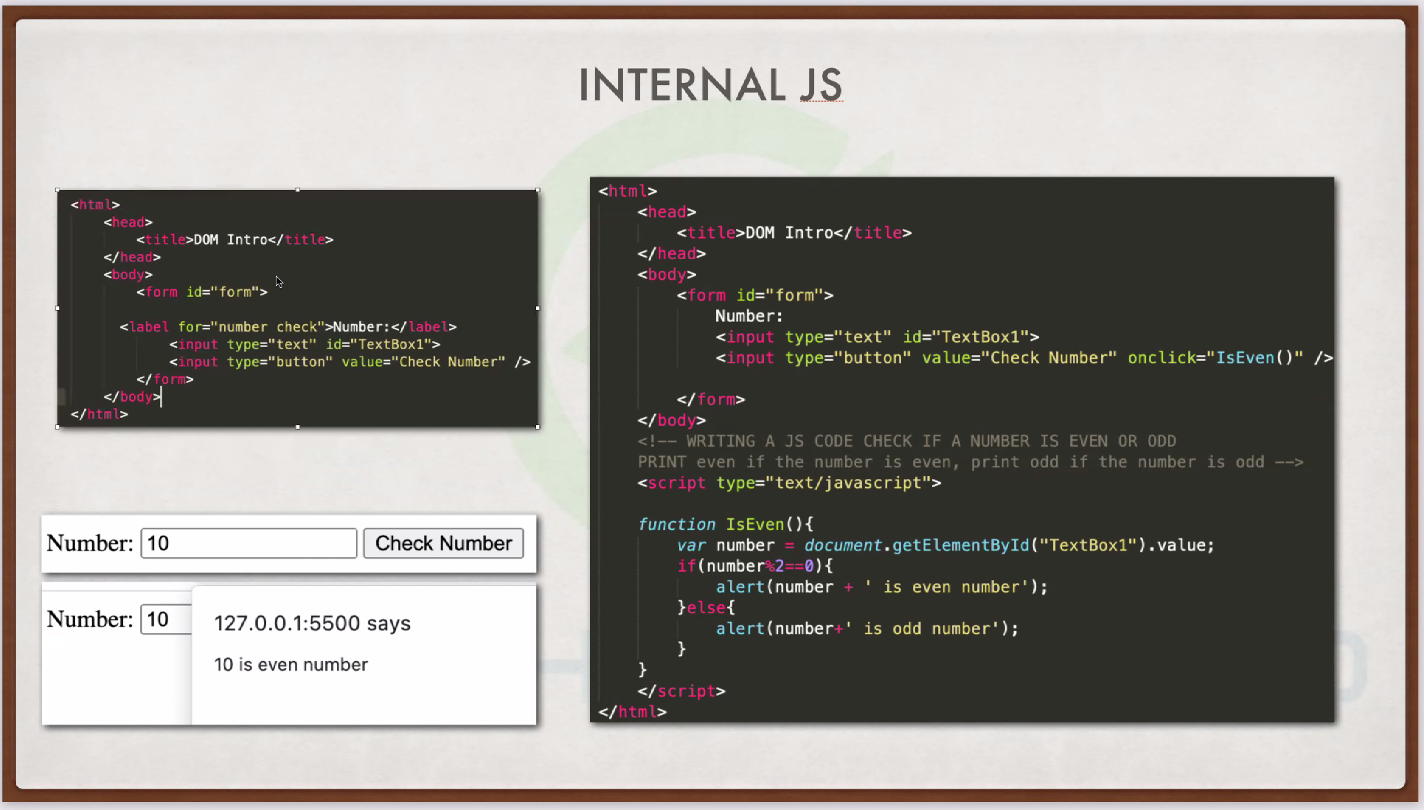 INTERNAL JS
<html>
<head>
<title>DOM Intro</title>
</head>
<body>
<form id="form">
<label for="number check">Number:</label>
<input type="text" id="TextBox1">
<input type="button" value="Check Number" />
</form>
</body>
</html>
Number: 10 Check Number
Number: 10
127.0.0.1:5500 says
10 is even number
<html>
<head>
<title>DOM Intro</title>
</head>
<body>
<form id="form">
Number:
<input type="text" id="TextBox1">
<input type="button" value="Check Number" onclick="IsEven()" />
</form>
</body>
<!-- WRITING A JS CODE CHECK IF A NUMBER IS EVEN OR ODD
PRINT even if the number is even, print odd if the number is odd -->
<script type="text/javascript">
function IsEven(){
var number = document.getElementById("TextBox1").value;
if(number%2==0){
alert(number + ' is even number');
}else{
alert(number+' is odd number');
}
}
</script>
</html>